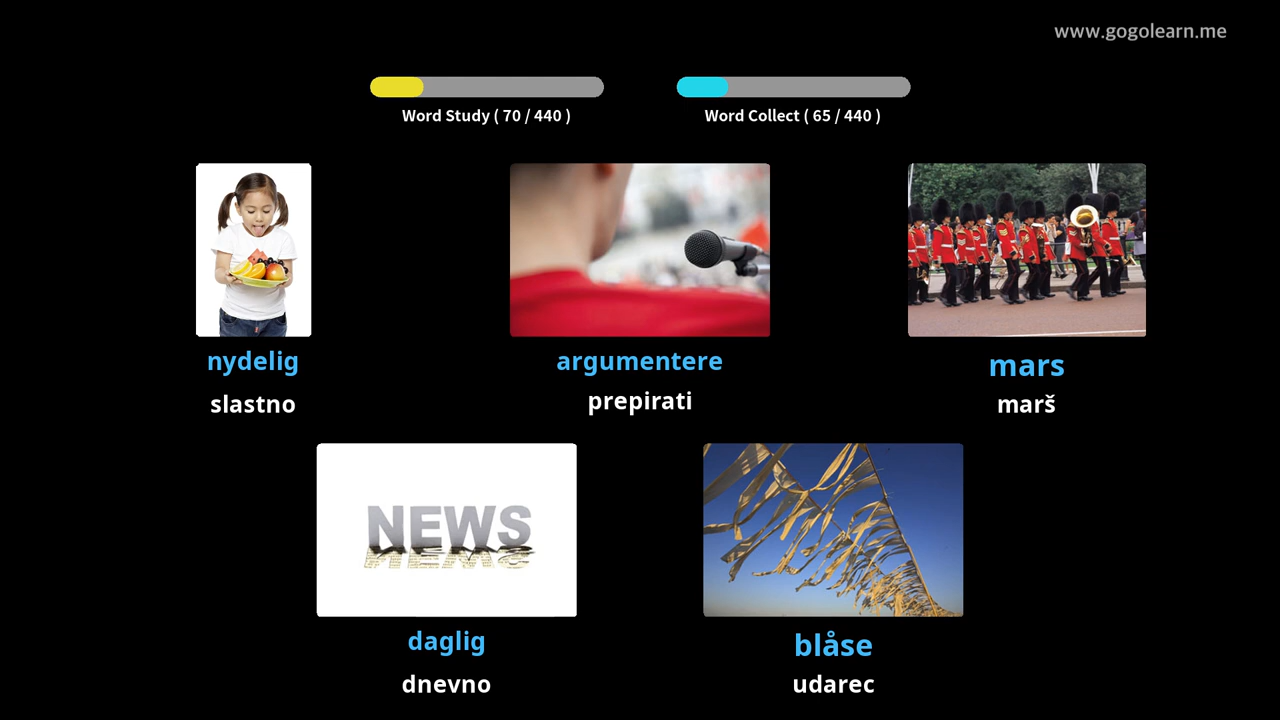 www.gogolearn.me
Word Study ( 70 / 440 )
Word Collect ( 65 / 440 )
nydelig
argumentere
mars
slastno
prepirati
marš
NEWS
daglig
blåse
dnevno
udarec